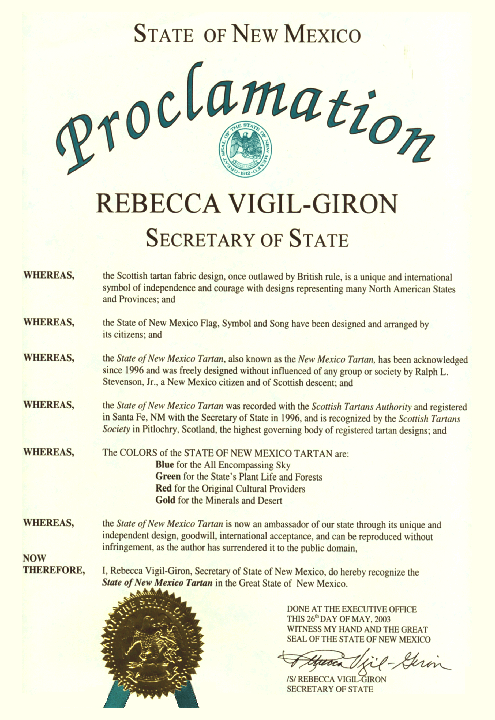 STATE OF NEW MEXICO
Proclamation
REBECCA VIGIL-GIRON
SECRETARY OF STATE
WHEREAS, the Scottish tartan fabric design, once outlawed by British rule, is a unique and international
symbol of independence and courage with designs representing many North American States
and Provinces; and
WHEREAS, the State of New Mexico Flag, Symbol and Song have been designed and arranged by
its citizens; and
WHEREAS, the State of New Mexico Tartan, also known as the New Mexico Tartan, has been acknowledged
since 1996 and was freely designed without influenced of any group or society by Ralph L.
Stevenson, Jr., a New Mexico citizen and of Scottish descent; and
WHEREAS, the State of New Mexico Tartan was recorded with the Scottish Tartans Authority and registered
in Santa Fe, NM with the Secretary of State in 1996, and is recognized by the Scottish Tartans
Society in Pitlochry, Scotland, the highest governing body of registered tartan designs; and
WHEREAS, The COLORS of the STATE OF NEW MEXICO TARTAN are:
Blue for the All Encompassing Sky
Green for the State's Plant Life and Forests
Red for the Original Cultural Providers
Gold for the Minerals and Desert
WHEREAS, the State of New Mexico Tartan is now an ambassador of our state through its unique and
independent design, goodwill, international acceptance, and can be reproduced without
infringement, as the author has surrendered it to the public domain,
NOW
THEREFORE, I, Rebecca Vigil-Giron, Secretary of State of New Mexico, do hereby recognize the
State of New Mexico Tartan in the Great State of New Mexico.
DONE AT THE EXECUTIVE OFFICE
THIS 26th DAY OF MAY, 2003
WITNESS MY HAND AND THE GREAT
SEAL OF THE STATE OF NEW MEXICO
Rebecca Vigil-Giron
/S/ REBECCA VIGIL-GIRON
SECRETARY OF STATE